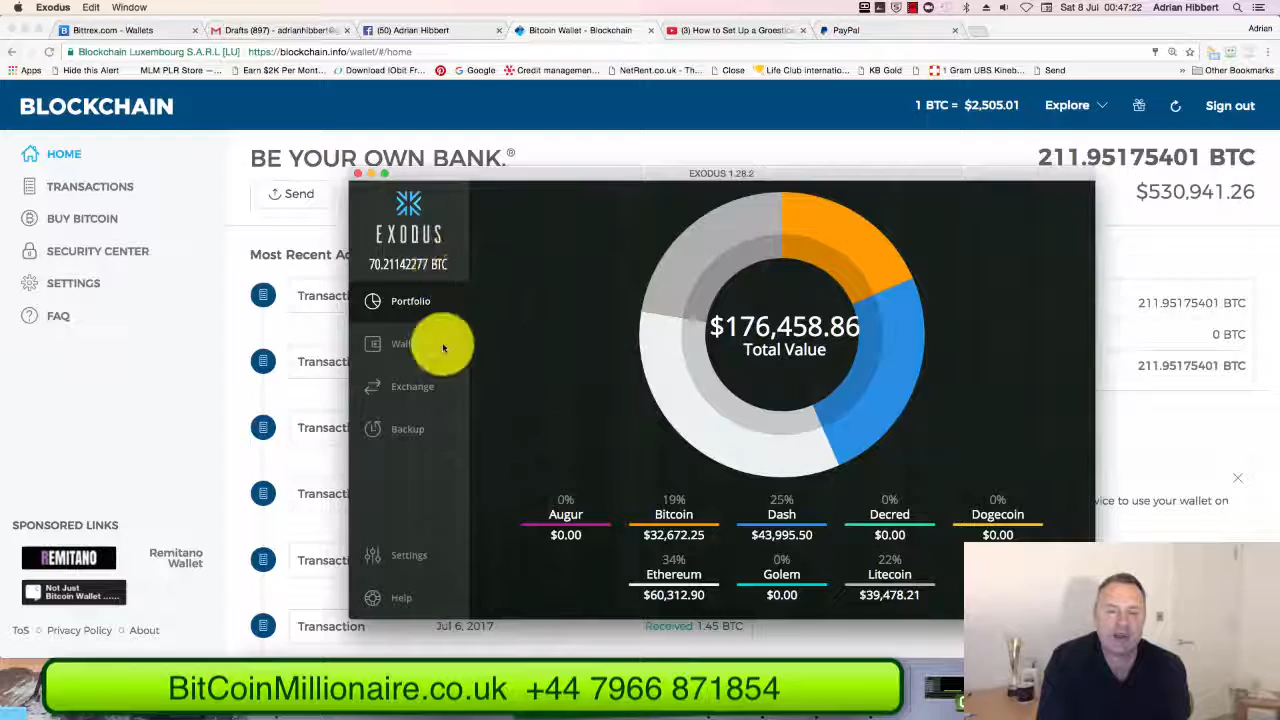 Exodus Edit Window
Sat 8 Jul 00:47:22 Adrian Hibbert
Bittrex.com - Wallets
Drafts (897) - adrianhibbert@
(50) Adrian Hibbert
Bitcoin Wallet - Blockchain
(3) How to Set Up a Groestlc
PayPal
Adrian
Blockchain Luxembourg S.A.R.L [LU] https://blockchain.info/wallet/#/home
Apps Hide this Alert MLM PLR Store Earn $2K Per Mont... Download IObit Fr... Google Credit managemen... NetRent.co.uk - Th... Close Life Club internatio... KB Gold 1 Gram UBS Kineb... Send » Other Bookmarks
BLOCKCHAIN
1 BTC = $2,505.01 Explore Sign out
HOME
TRANSACTIONS
BUY BITCOIN
SECURITY CENTER
SETTINGS
FAQ
SPONSORED LINKS
REMITANO
Remitano
Wallet
Not Just
Bitcoin Wallet ......
ToS Privacy Policy About
BE YOUR OWN BANK.®
211.95175401 BTC
$530,941.26
Send
Most Recent A
Transacti
Transacti
Transacti
Transacti
Transacti
Transaction Jul 6, 2017 Received 1.45 BTC
211.95175401 BTC
0 BTC
211.95175401 BTC
vice to use your wallet on
EXODUS 1.28.2
EXODUS
70.21142277 BTC
Portfolio
Wall
Exchange
Backup
Settings
Help
$176,458.86
Total Value
0% 19% 25% 0% 0%
Augur Bitcoin Dash Decred Dogecoin
$0.00 $32,672.25 $43,995.50 $0.00 $0.00
34% 0% 22%
Ethereum Golem Litecoin
$60,312.90 $0.00 $39,478.21
BitCoinMillionaire.co.uk +44 7966 871854